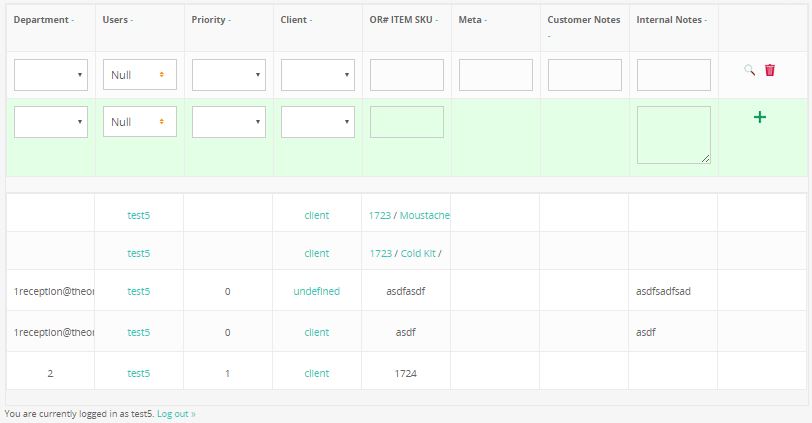 Department - Users - Priority - Client - OR# ITEM SKU - Meta - Customer Notes - Internal Notes -
Null
Null
test5 client 1723 / Moustache
test5 client 1723 / Cold Kit /
1reception@theor test5 0 undefined asdfasdf asdfsadfsad
1reception@theor test5 0 client asdf asdf
2 test5 1 client 1724
You are currently logged in as test5. Log out »